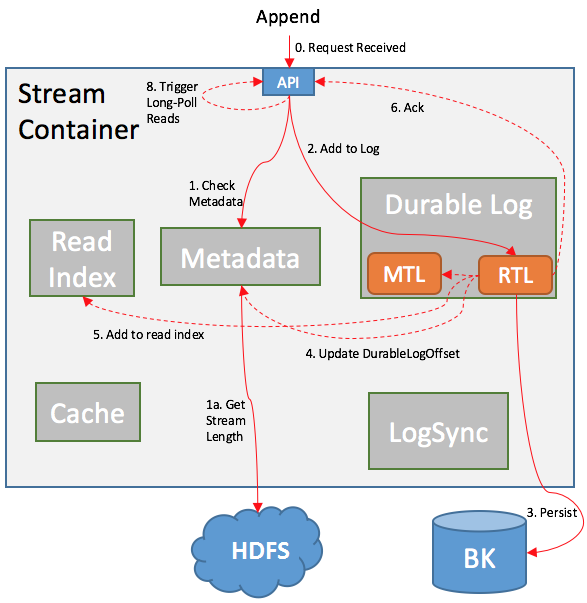 Append
0. Request Received
Stream
Container
8. Trigger
Long-Poll
Reads
API
6. Ack
2. Add to Log
1. Check
Metadata
Durable Log
Read
Index
Metadata
MTL
RTL
5. Add to read index
4. Update DurableLogOffset
Cache
1a. Get
Stream
Length
LogSync
3. Persist
HDFS
BK